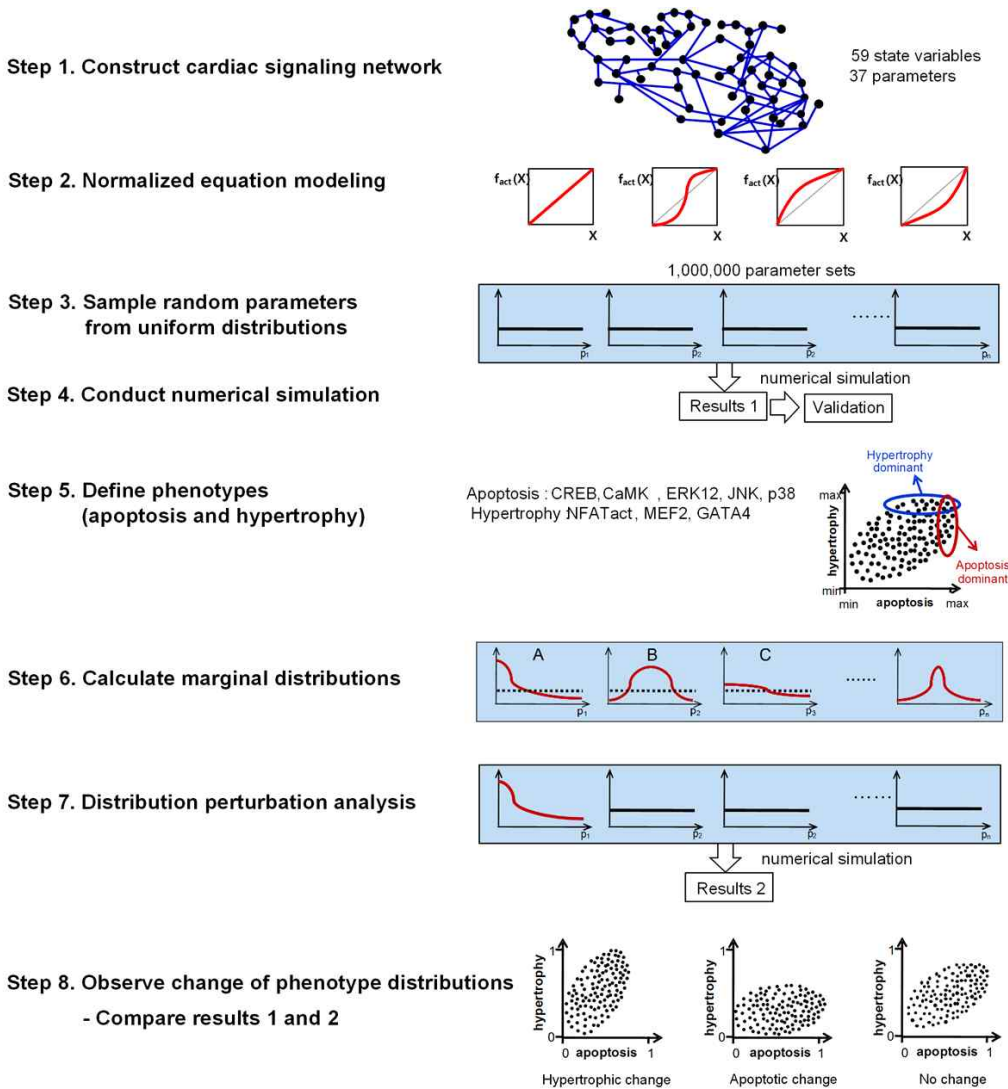 Step 1. Construct cardiac signaling network
59 state variables
37 parameters
Step 2. Normalized equation modeling
fact(X)
X
fact(X)
X
fact(X)
X
fact(X)
X
1,000,000 parameter sets
Step 3. Sample random parameters
from uniform distributions
......
p1
p2
p2
pn
numerical simulation
Step 4. Conduct numerical simulation
Results 1
Validation
Step 5. Define phenotypes
(apoptosis and hypertrophy)
Apoptosis : CREB, CaMK , ERK12, JNK, p38
Hypertrophy :NFATact, MEF2, GATA4
Hypertrophy
dominant
max
hypertrophy
min
min
apoptosis
max
Apoptosis
dominant
Step 6. Calculate marginal distributions
A
B
C
......
p1
p2
p3
pn
Step 7. Distribution perturbation analysis
......
p1
p2
p2
pn
numerical simulation
Results 2
Step 8. Observe change of phenotype distributions
- Compare results 1 and 2
1
hypertrophy
0
0 apoptosis 1
Hypertrophic change
1
hypertrophy
0
0 apoptosis 1
Apoptotic change
1
hypertrophy
0
0 apoptosis 1
No change